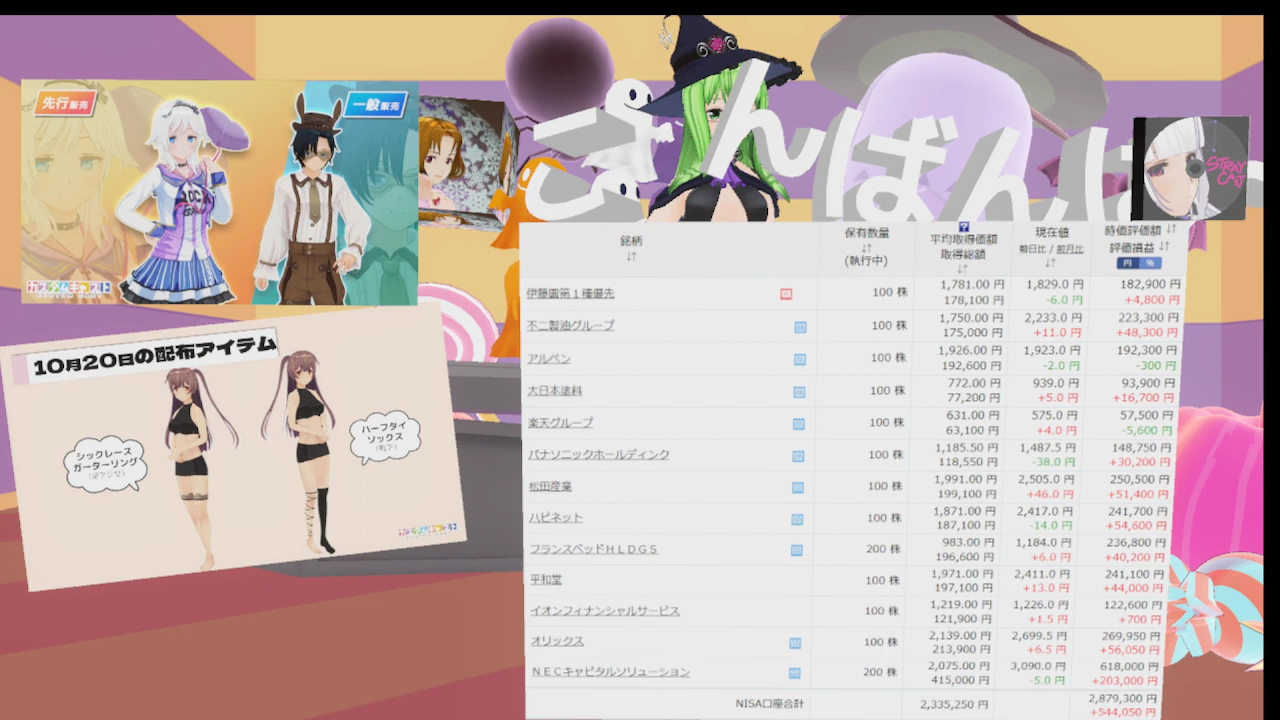 先行販売
一般販売
カスタムキャスト
10月20日の配布アイテム
シックレース
ガーターリング
ハーフタイ
ソックス
(靴下)
こんばんは
STRAY
CAT
銘柄
保有数量
(執行中)
平均取得価額
取得総額
現在値
前日比 / 前月比
時価評価額
評価損益
円 %
伊藤園第１種優先 100 株 1,781.00 円 1,829.0 円 182,900 円
178,100 円 -6.0 円 +4,800 円
不二製油グループ 100 株 1,750.00 円 2,233.0 円 223,300 円
175,000 円 +11.0 円 +48,300 円
アルペン 100 株 1,926.00 円 1,923.0 円 192,300 円
192,600 円 -2.0 円 -300 円
大日本塗料 100 株 772.00 円 939.0 円 93,900 円
77,200 円 +5.0 円 +16,700 円
楽天グループ 100 株 631.00 円 575.0 円 57,500 円
63,100 円 +4.0 円 -5,600 円
パナソニックホールディング 100 株 1,185.50 円 1,487.5 円 148,750 円
118,550 円 -38.0 円 +30,200 円
松田産業 100 株 1,991.00 円 2,505.0 円 250,500 円
199,100 円 +46.0 円 +51,400 円
ハピネット 100 株 1,871.00 円 2,417.0 円 241,700 円
187,100 円 -14.0 円 +54,600 円
フランスベッドＨＬＤＧＳ 200 株 983.00 円 1,184.0 円 236,800 円
196,600 円 +6.0 円 +40,200 円
平和堂 100 株 1,971.00 円 2,411.0 円 241,100 円
197,100 円 +13.0 円 +44,000 円
イオンフィナンシャルサービス 100 株 1,219.00 円 1,226.0 円 122,600 円
121,900 円 +1.5 円 +700 円
オリックス 100 株 2,139.00 円 2,699.5 円 269,950 円
213,900 円 +6.5 円 +56,050 円
ＮＥＣキャピタルソリューション 200 株 2,075.00 円 3,090.0 円 618,000 円
415,000 円 -5.0 円 +203,000 円
NISA口座合計 2,335,250 円 2,879,300 円
+544,050 円